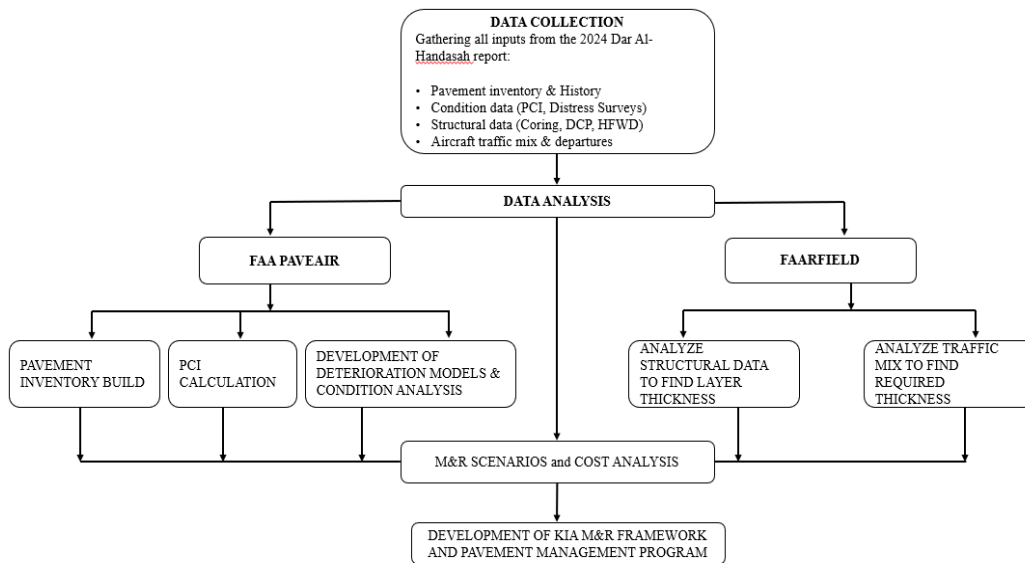 DATA COLLECTION
Gathering all inputs from the 2024 Dar Al-
Handasah report:
• Pavement inventory & History
• Condition data (PCI, Distress Surveys)
• Structural data (Coring, DCP, HFWD)
• Aircraft traffic mix & departures
DATA ANALYSIS
FAA PAVEAIR
FAARFIELD
PAVEMENT
INVENTORY BUILD
PCI
CALCULATION
DEVELOPMENT OF
DETERIORATION MODELS &
CONDITION ANALYSIS
ANALYZE
STRUCTURAL DATA
TO FIND LAYER
THICKNESS
ANALYZE TRAFFIC
MIX TO FIND
REQUIRED
THICKNESS
M&R SCENARIOS and COST ANALYSIS
DEVELOPMENT OF KIA M&R FRAMEWORK
AND PAVEMENT MANAGEMENT PROGRAM